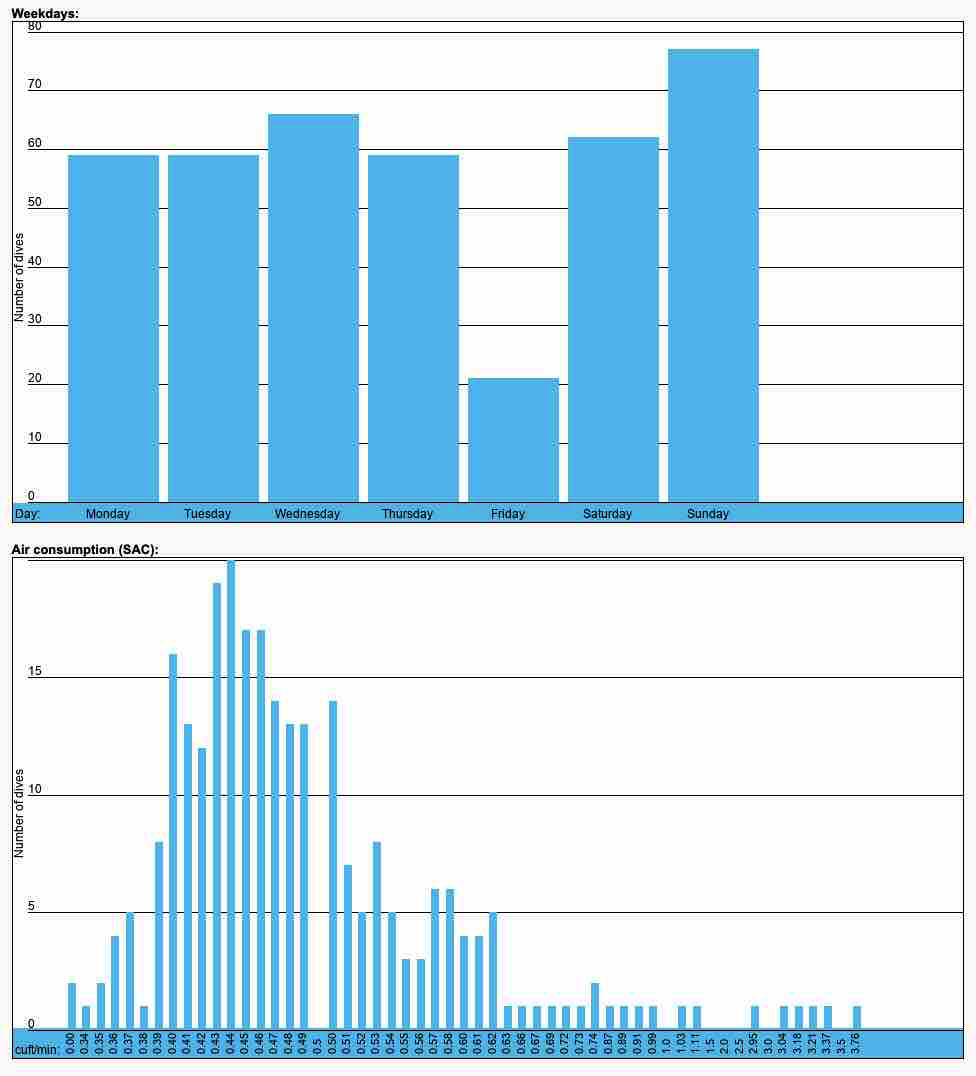 Weekdays:
80
70
60
50
40
30
20
10
0
Number of dives
Day: Monday Tuesday Wednesday Thursday Friday Saturday Sunday
Air consumption (SAC):
15
10
5
0
Number of dives
cuft/min: 0.00 0.34 0.35 0.36 0.37 0.38 0.39 0.40 0.41 0.42 0.43 0.44 0.45 0.46 0.47 0.48 0.49 0.5 0.50 0.51 0.52 0.53 0.54 0.55 0.56 0.57 0.58 0.60 0.61 0.62 0.63 0.66 0.67 0.69 0.72 0.73 0.74 0.87 0.89 0.91 0.99 1.0 1.03 1.11 1.5 2.0 2.5 2.95 3.0 3.04 3.18 3.21 3.37 3.5 3.76